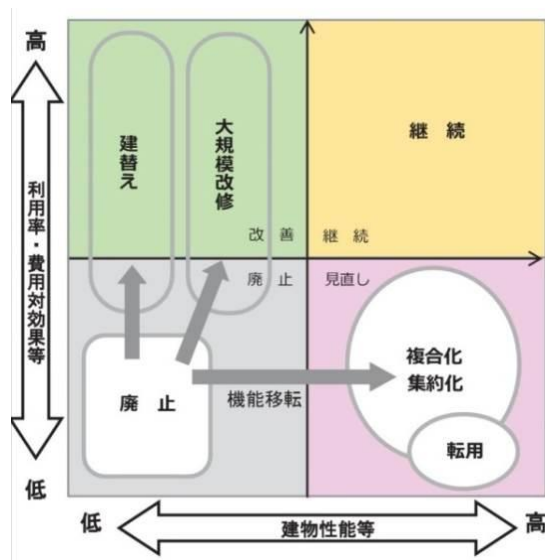 高
利用率・費用対効果等
低
建替え
大規模改修
継　続
改　善
継　続
廃　止
見直し
廃　止
機能移転
複合化
集約化
転用
低
建物性能等
高